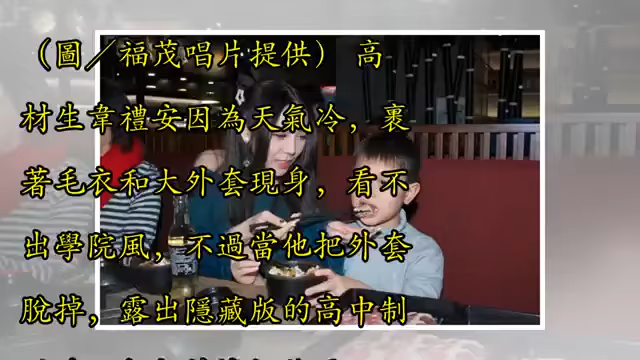 （圖／福茂唱片提供） 高
材生韋禮安因為天氣冷，裹
著毛衣和大外套現身，看不
出學院風，不過當他把外套
脫掉，露出隱藏版的高中制